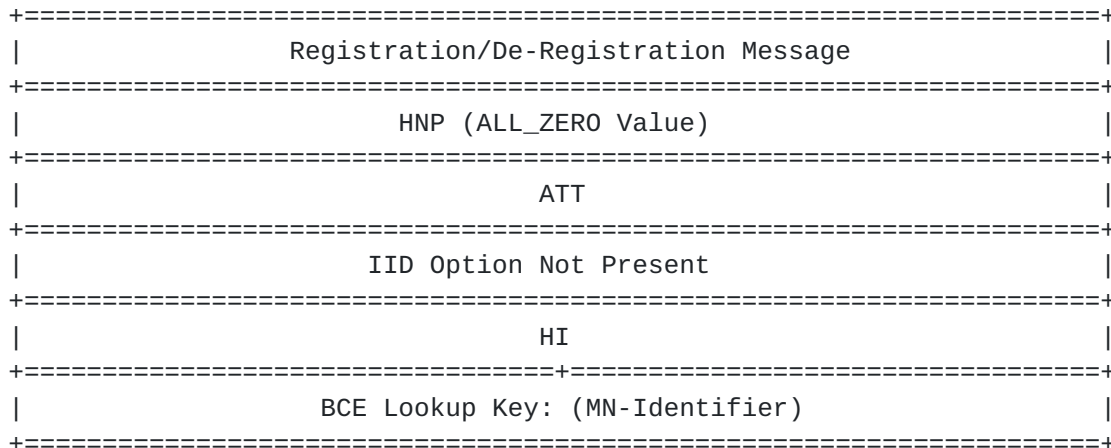 Registration/De-Registration Message
HNP (ALL_ZERO Value)
ATT
IID Option Not Present
HI
BCE Lookup Key: (MN-Identifier)